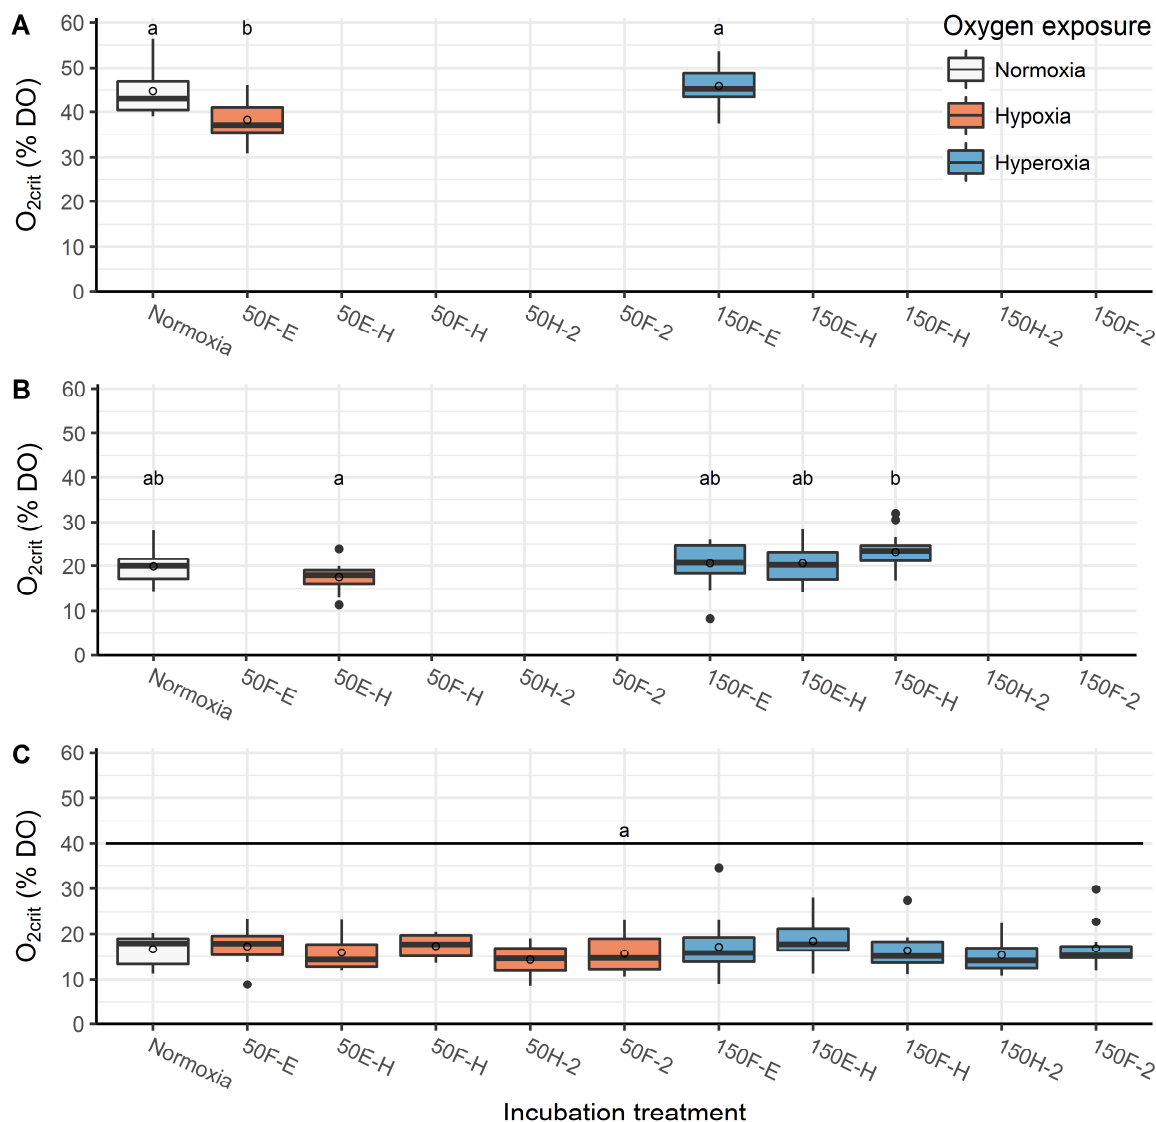 A
O2crit (% DO)
60
50
40
30
20
10
0
a
b
a
Oxygen exposure
Normoxia
Hypoxia
Hyperoxia
Normoxia
50F-E
50E-H
50F-H
50H-2
50F-2
150F-E
150E-H
150F-H
150H-2
150F-2
B
O2crit (% DO)
60
50
40
30
20
10
0
ab
a
ab
ab
b
Normoxia
50F-E
50E-H
50F-H
50H-2
50F-2
150F-E
150E-H
150F-H
150H-2
150F-2
C
O2crit (% DO)
60
50
40
30
20
10
0
a
Normoxia
50F-E
50E-H
50F-H
50H-2
50F-2
150F-E
150E-H
150F-H
150H-2
150F-2
Incubation treatment